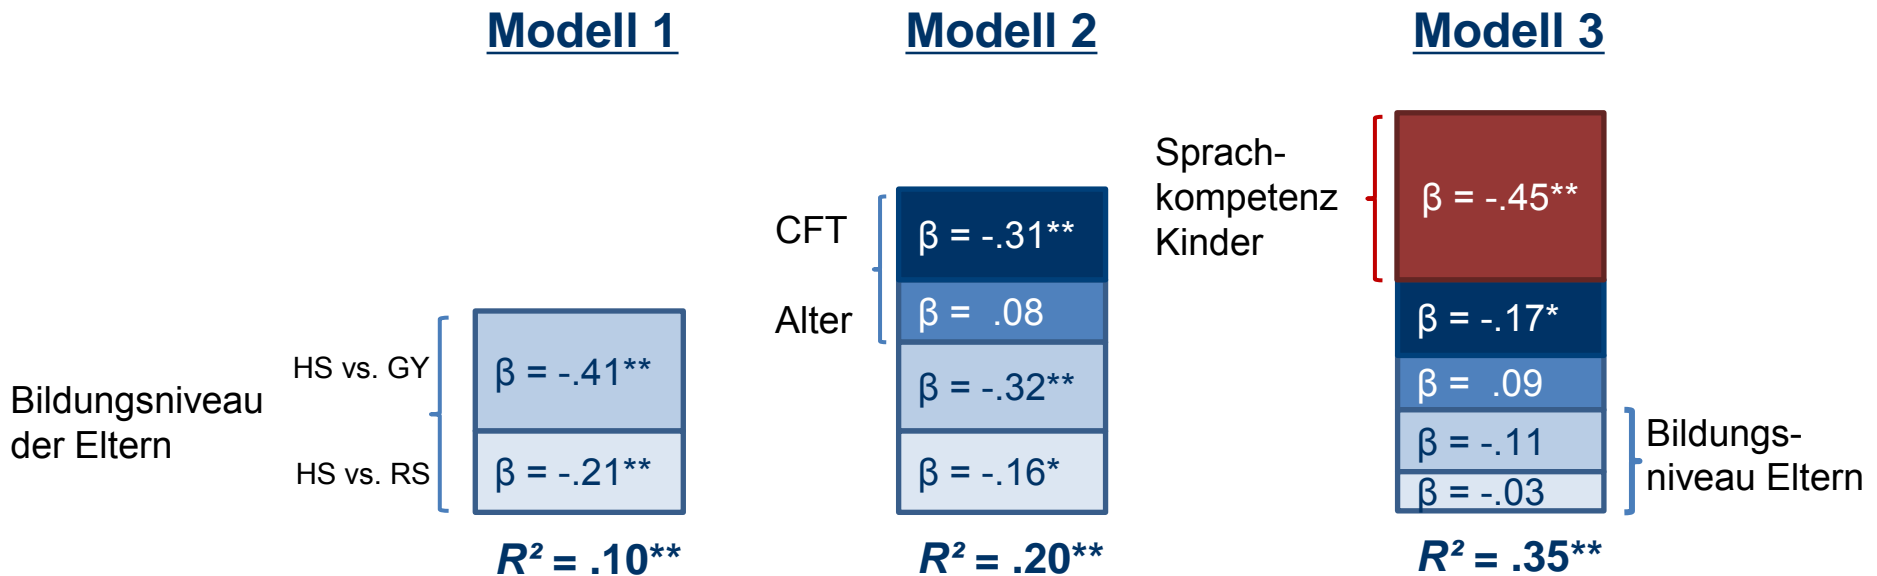 Modell 1
Modell 2
Modell 3
Bildungsniveau
der Eltern
HS vs. GY
HS vs. RS
β = -.41**
β = -.21**
R² = .10**
CFT
Alter
β = -.31**
β = .08
β = -.32**
β = -.16*
R² = .20**
Sprach-
kompetenz
Kinder
β = -.45**
β = -.17*
β = .09
β = -.11
β = -.03
R² = .35**
Bildungs-
niveau Eltern